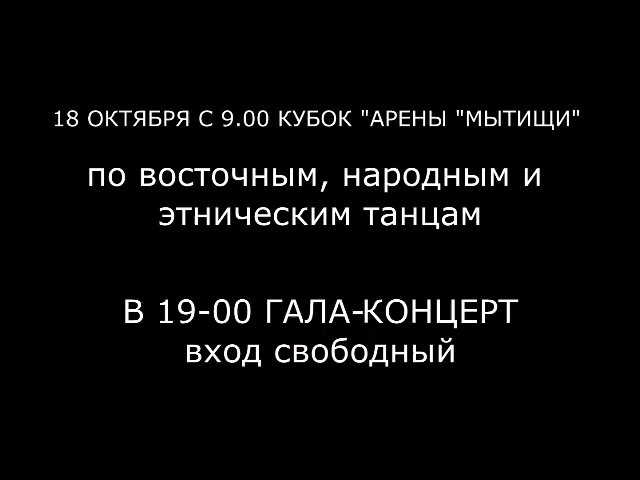 18 ОКТЯБРЯ С 9.00 КУБОК "АРЕНЫ "МЫТИЩИ"
по восточным, народным и
этническим танцам
В 19-00 ГАЛА-КОНЦЕРТ
вход свободный